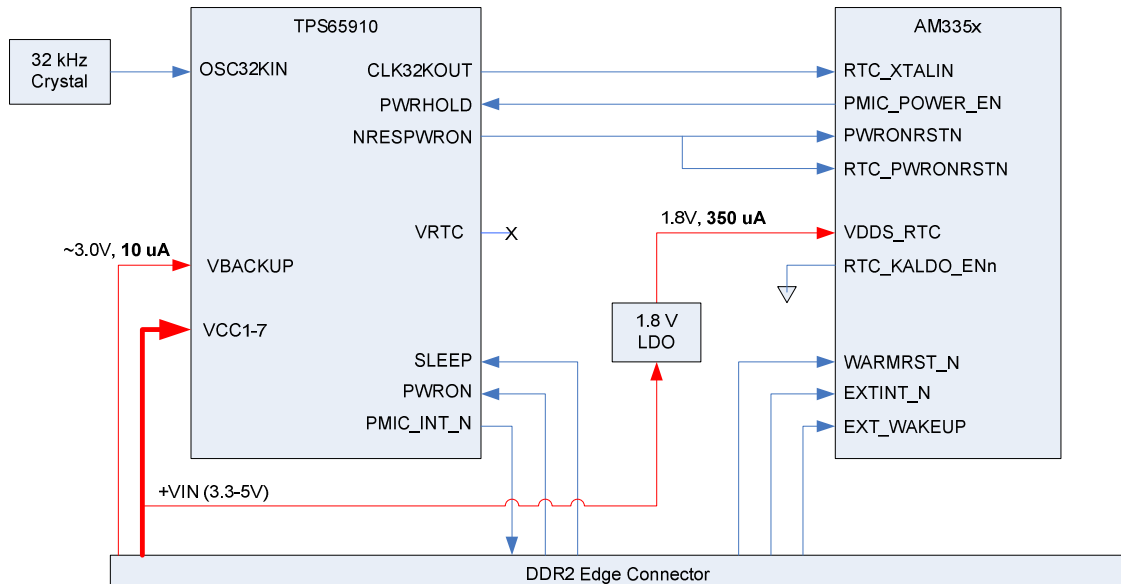 TPS65910
AM335x
32 kHz
Crystal
OSC32KIN
CLK32KOUT
RTC_XTALIN
PWRHOLD
PMIC_POWER_EN
NRESPWRON
PWRONRSTN
RTC_PWRONRSTN
1.8V, 350 uA
VRTC
X
VDDS_RTC
~3.0V, 10 uA
VBACKUP
RTC_KALDO_ENn
VCC1-7
1.8 V
LDO
SLEEP
WARMRST_N
PWRON
EXTINT_N
PMIC_INT_N
EXT_WAKEUP
+VIN (3.3-5V)
DDR2 Edge Connector